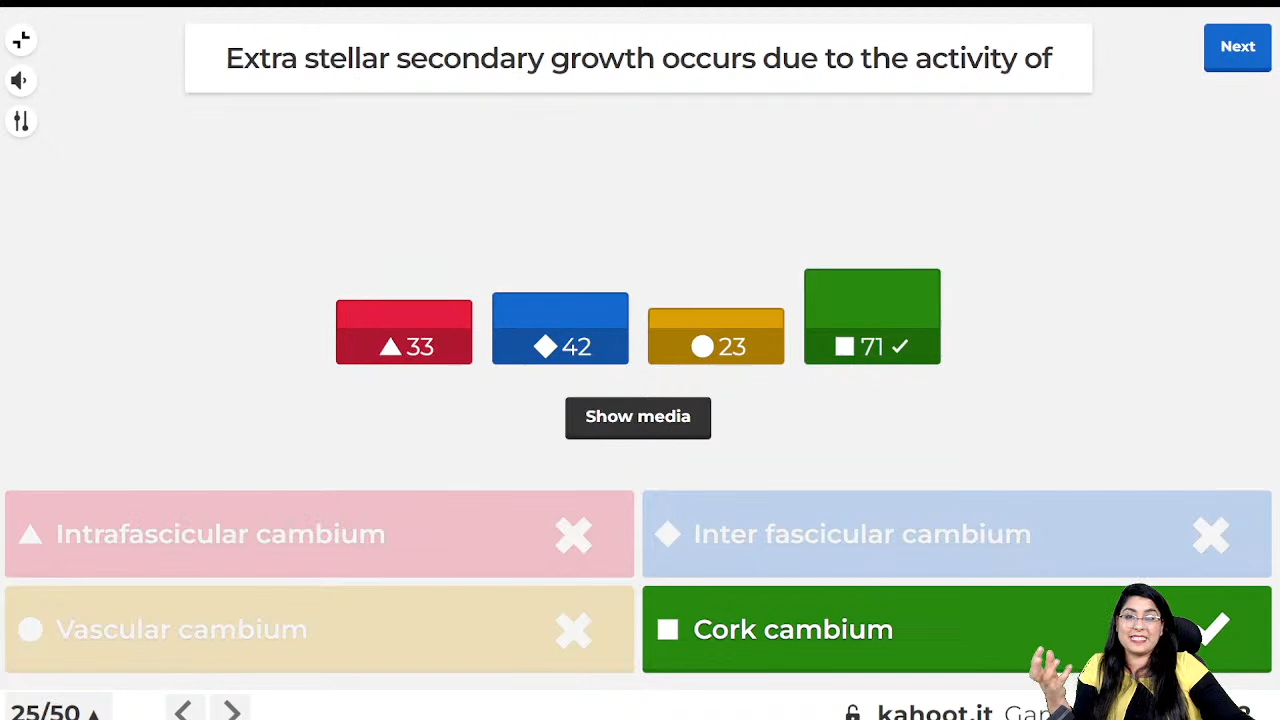 Extra stellar secondary growth occurs due to the activity of
Next
33
42
23
71
Show media
Intrafascicular cambium
Inter fascicular cambium
Vascular cambium
Cork cambium
25/50
kahoot.it